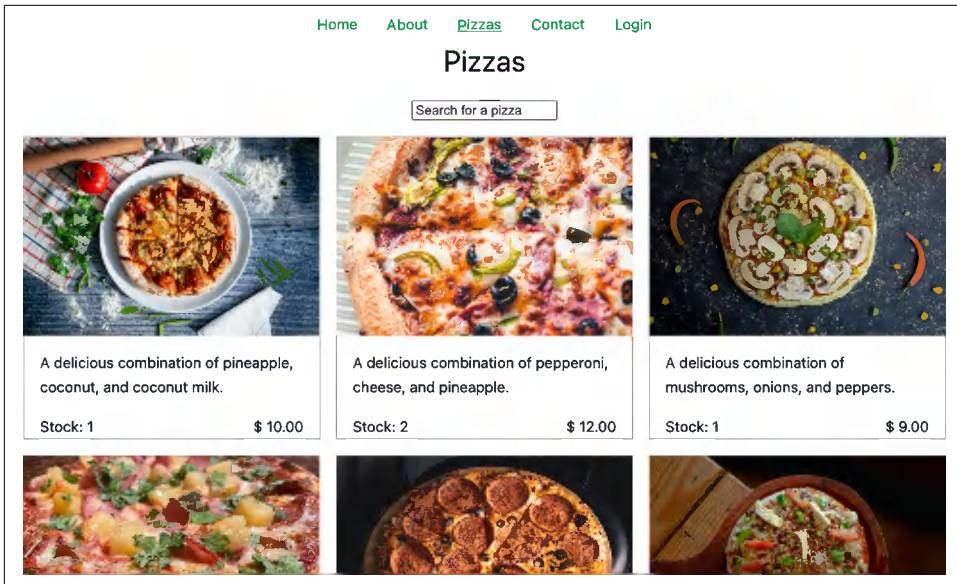 Home About Pizzas Contact Login
Pizzas
Search for a pizza
A delicious combination of pineapple,
coconut, and coconut milk.
Stock: 1 $ 10.00
A delicious combination of pepperoni,
cheese, and pineapple.
Stock: 2 $ 12.00
A delicious combination of
mushrooms, onions, and peppers.
Stock: 1 $ 9.00